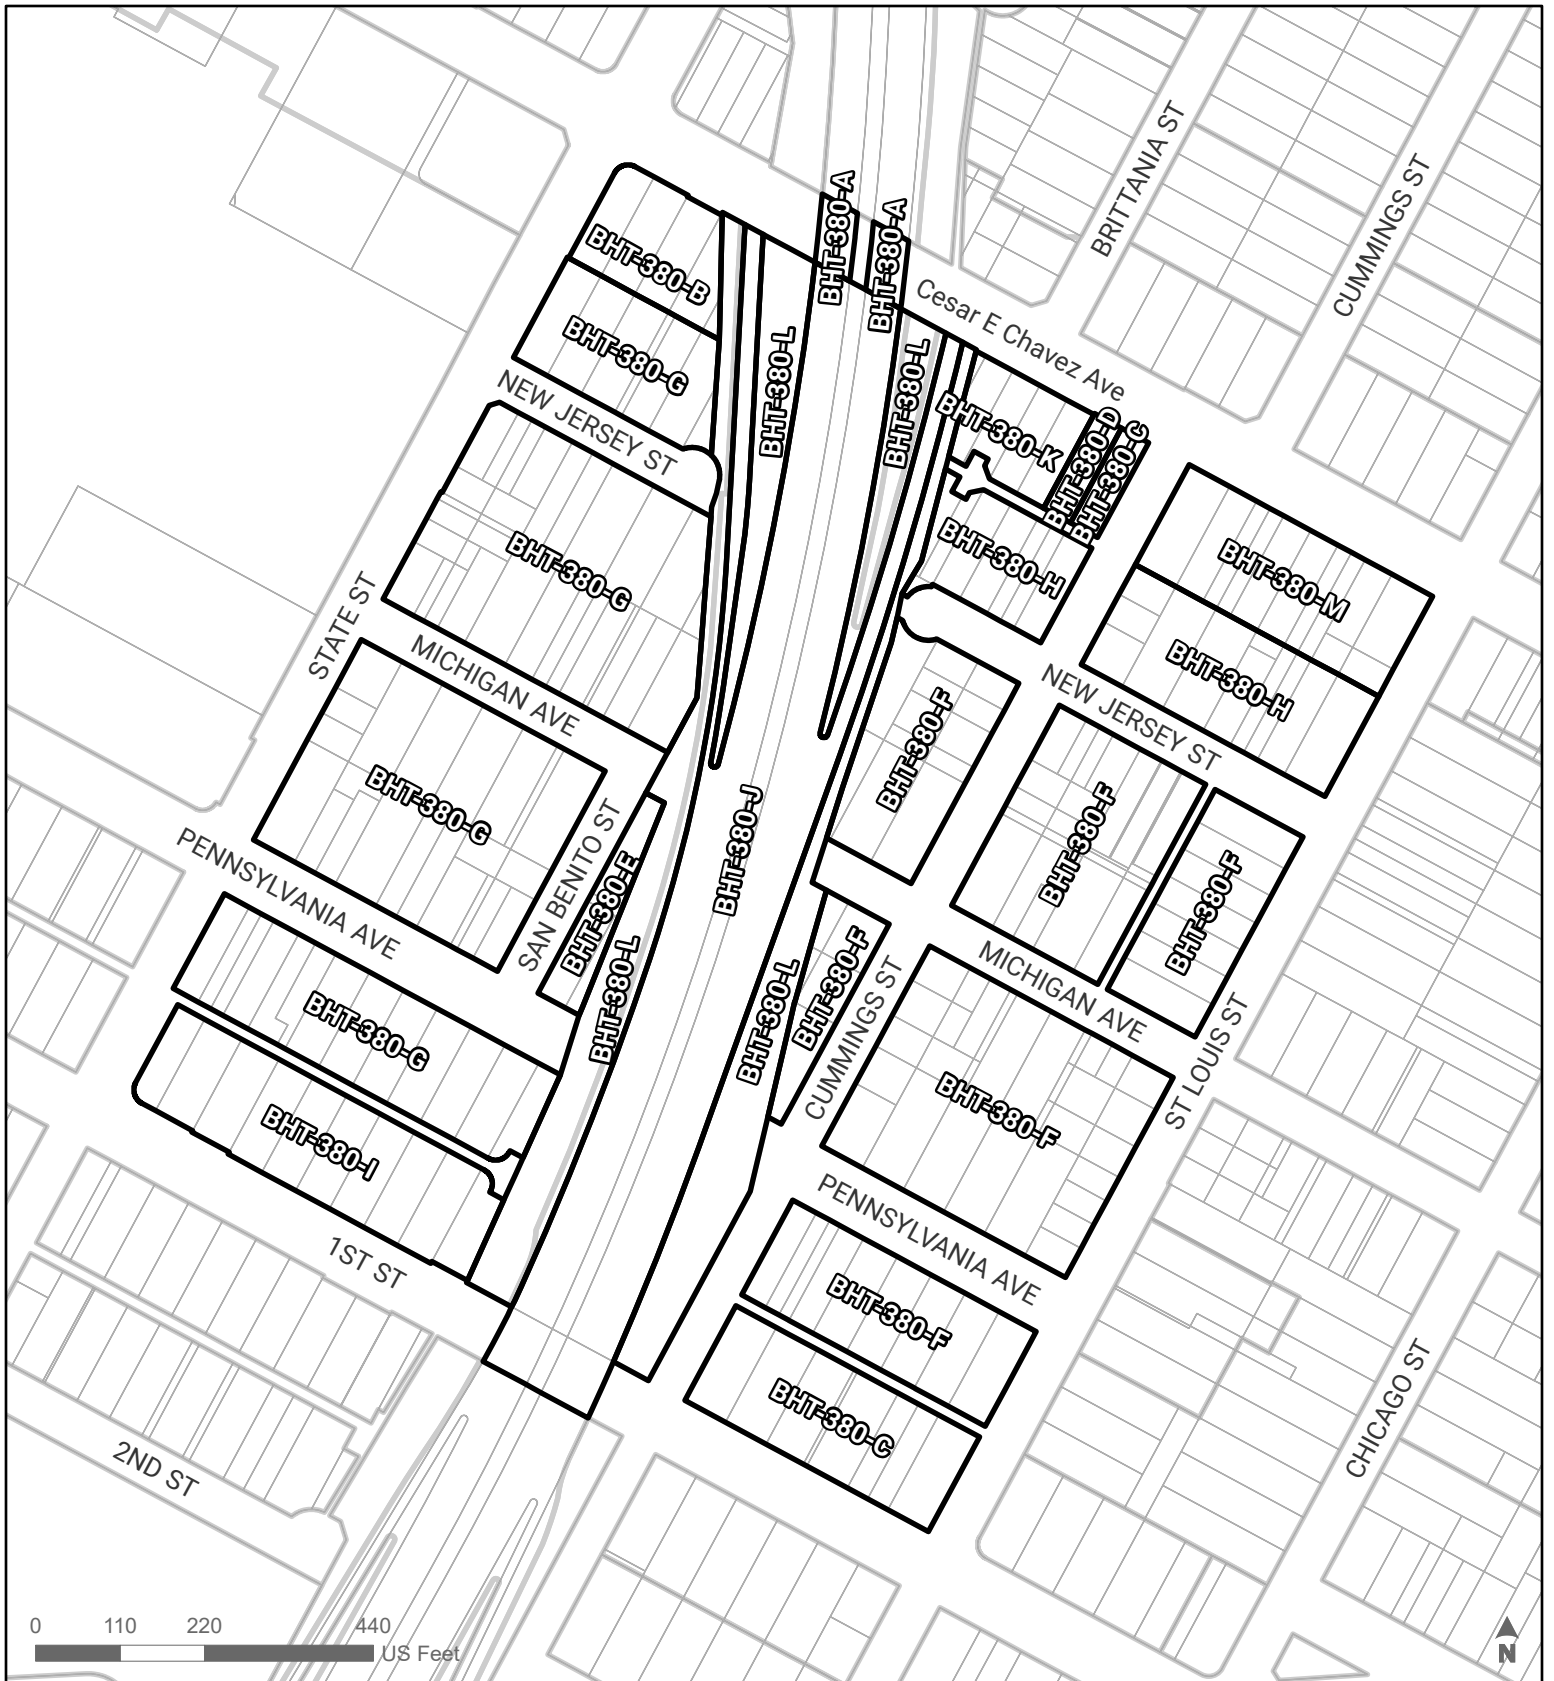 BRITTANIA ST
CUMMINGS ST
BHT-380-A
BHT-380-A
BHT-380-B
Cesar E Chavez Ave
BHT-380-G
BHT-380-L
BHT-380-L
NEW JERSEY ST
BHT-380-K
BHT-380-D
BHT-380-C
BHT-380-G
BHT-380-H
BHT-380-M
STATE ST
MICHIGAN AVE
BHT-380-H
NEW JERSEY ST
BHT-380-F
BHT-380-G
BHT-380-F
BHT-380-J
PENNSYLVANIA AVE
SAN BENITO ST
BHT-380-E
BHT-380-F
BHT-380-L
BHT-380-L
BHT-380-F
MICHIGAN AVE
BHT-380-G
CUMMINGS ST
ST LOUIS ST
BHT-380-F
BHT-380-I
PENNSYLVANIA AVE
1ST ST
BHT-380-F
BHT-380-C
CHICAGO ST
2ND ST
0 110 220 440
US Feet
N